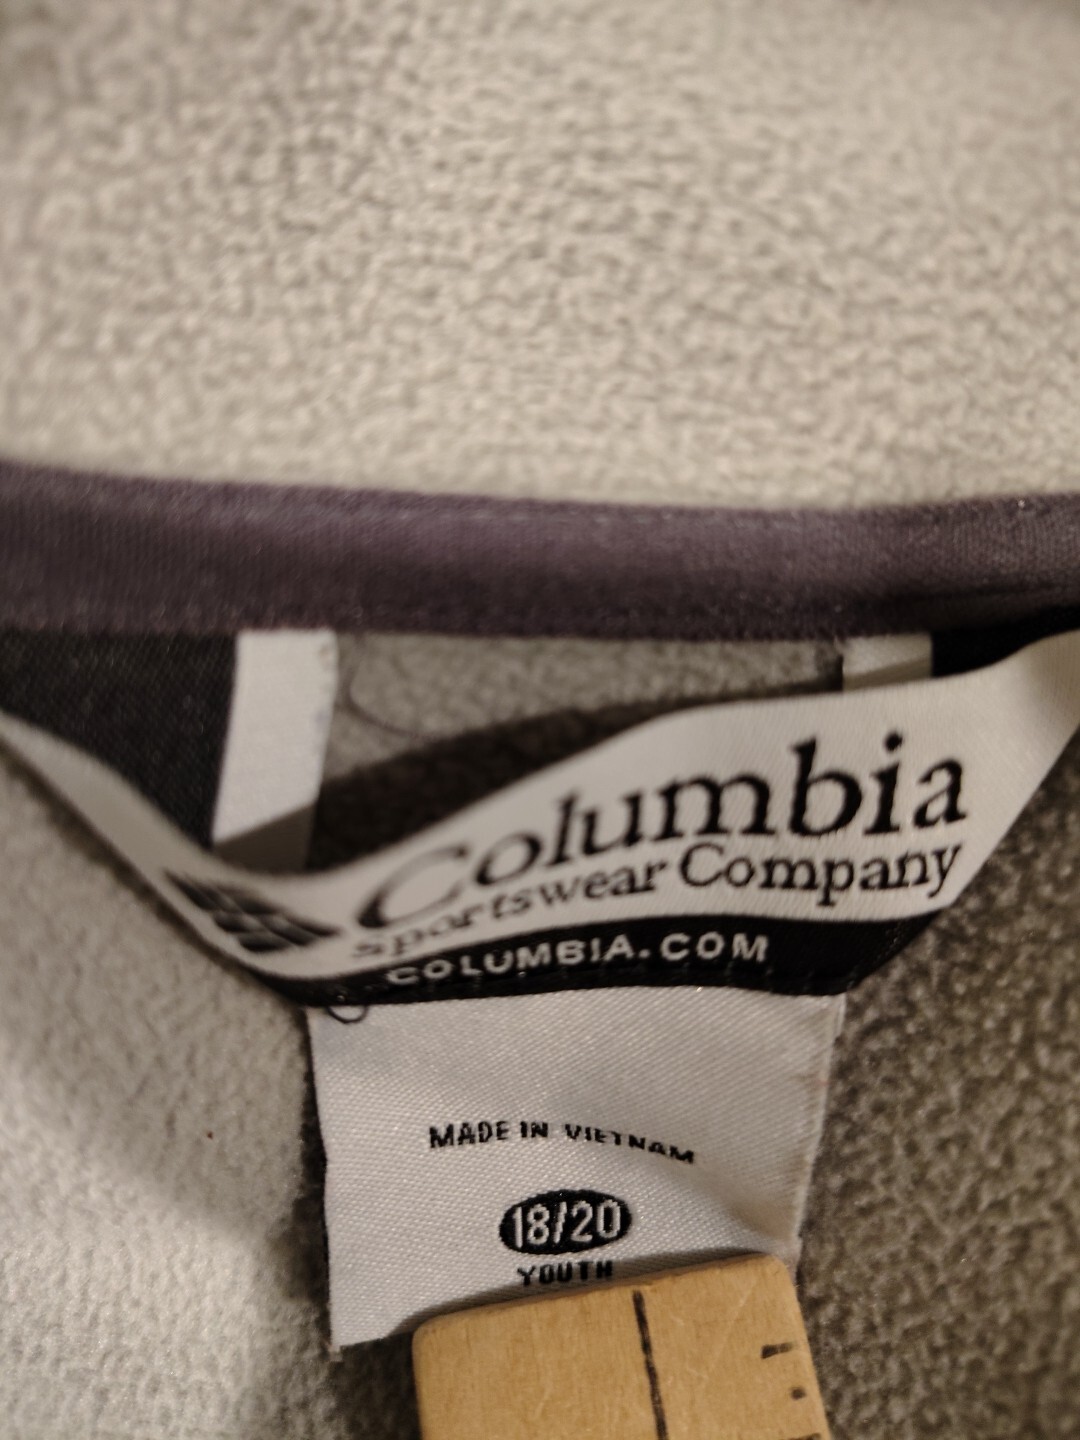 Columbia
Sportswear Company
COLUMBIA.COM
MADE IN VIETNAM
18/20
YOUTH